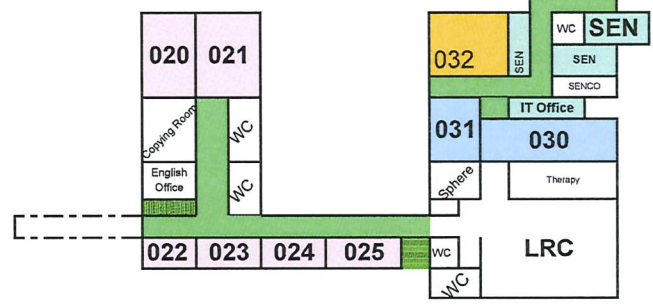 020
021
WC
SEN
032
SEN
SEN
SENCO
Copying Room
WC
031
IT Office
030
English
Office
WC
Sphere
Therapy
022
023
024
025
WC
LRC
WC